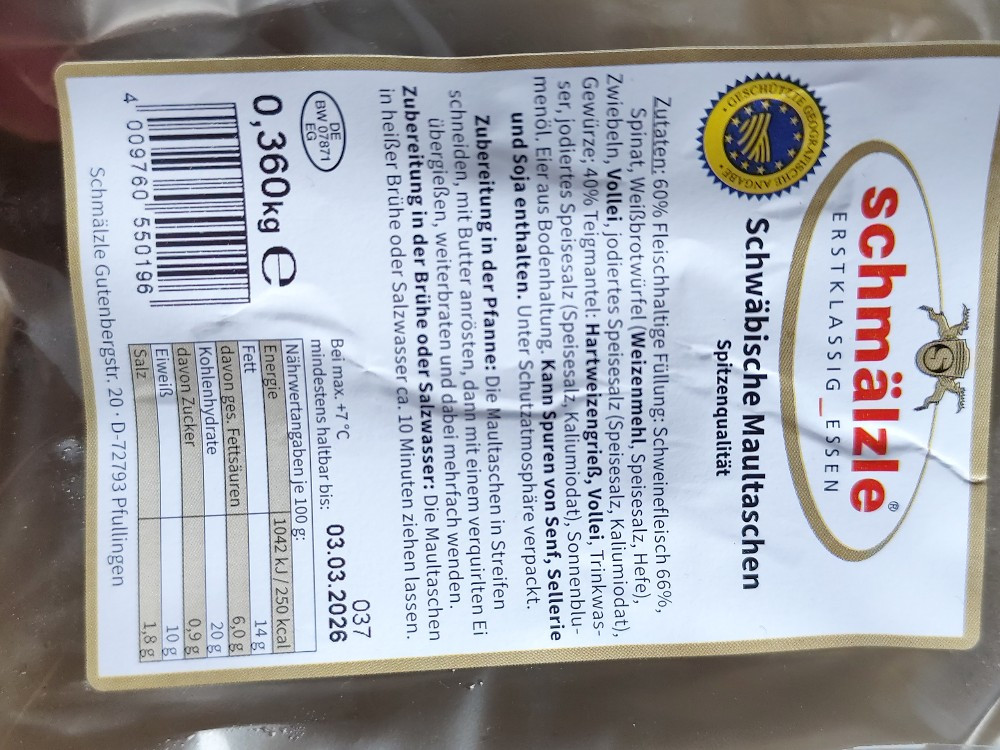 schmälzle®
ERSTKLASSIG_ESSEN
S
GESCHÜTZTE GEOGRAFISCHE ANGABE
Schwäbische Maultaschen
Spitzenqualität
Zutaten: 60% Fleischhaltige Füllung: Schweinefleisch 66%,
Spinat, Weißbrotwürfel (Weizenmehl, Speisesalz, Hefe),
Zwiebeln, Vollei, jodiertes Speisesalz (Speisesalz, Kaliumiodat),
Gewürze; 40% Teigmantel: Hartweizengrieß, Vollei, Trinkwas-
ser, jodiertes Speisesalz (Speisesalz, Kaliumiodat), Sonnenblu-
menöl. Eier aus Bodenhaltung. Kann Spuren von Senf, Sellerie
und Soja enthalten. Unter Schutzatmosphäre verpackt.
Zubereitung in der Pfanne: Die Maultaschen in Streifen
schneiden, mit Butter anrösten, dann mit einem verquirlten Ei
übergießen, weiterbraten und dabei mehrfach wenden.
Zubereitung in der Brühe oder Salzwasser: Die Maultaschen
in heißer Brühe oder Salzwasser ca. 10 Minuten ziehen lassen.
DE
BW 07871
EG
0,360kg e
4 009760 550196
037
Bei max. +7°C
mindestens haltbar bis: 03.03.2026
Nährwertangaben je 100 g:
Energie 1042 kJ / 250 kcal
Fett 14 g
davon ges. Fettsäuren 6,0 g
Kohlenhydrate 20 g
davon Zucker 0,9 g
Eiweiß 10 g
Salz 1,8 g
Schmälzle Gutenbergstr. 20 · D-72793 Pfullingen